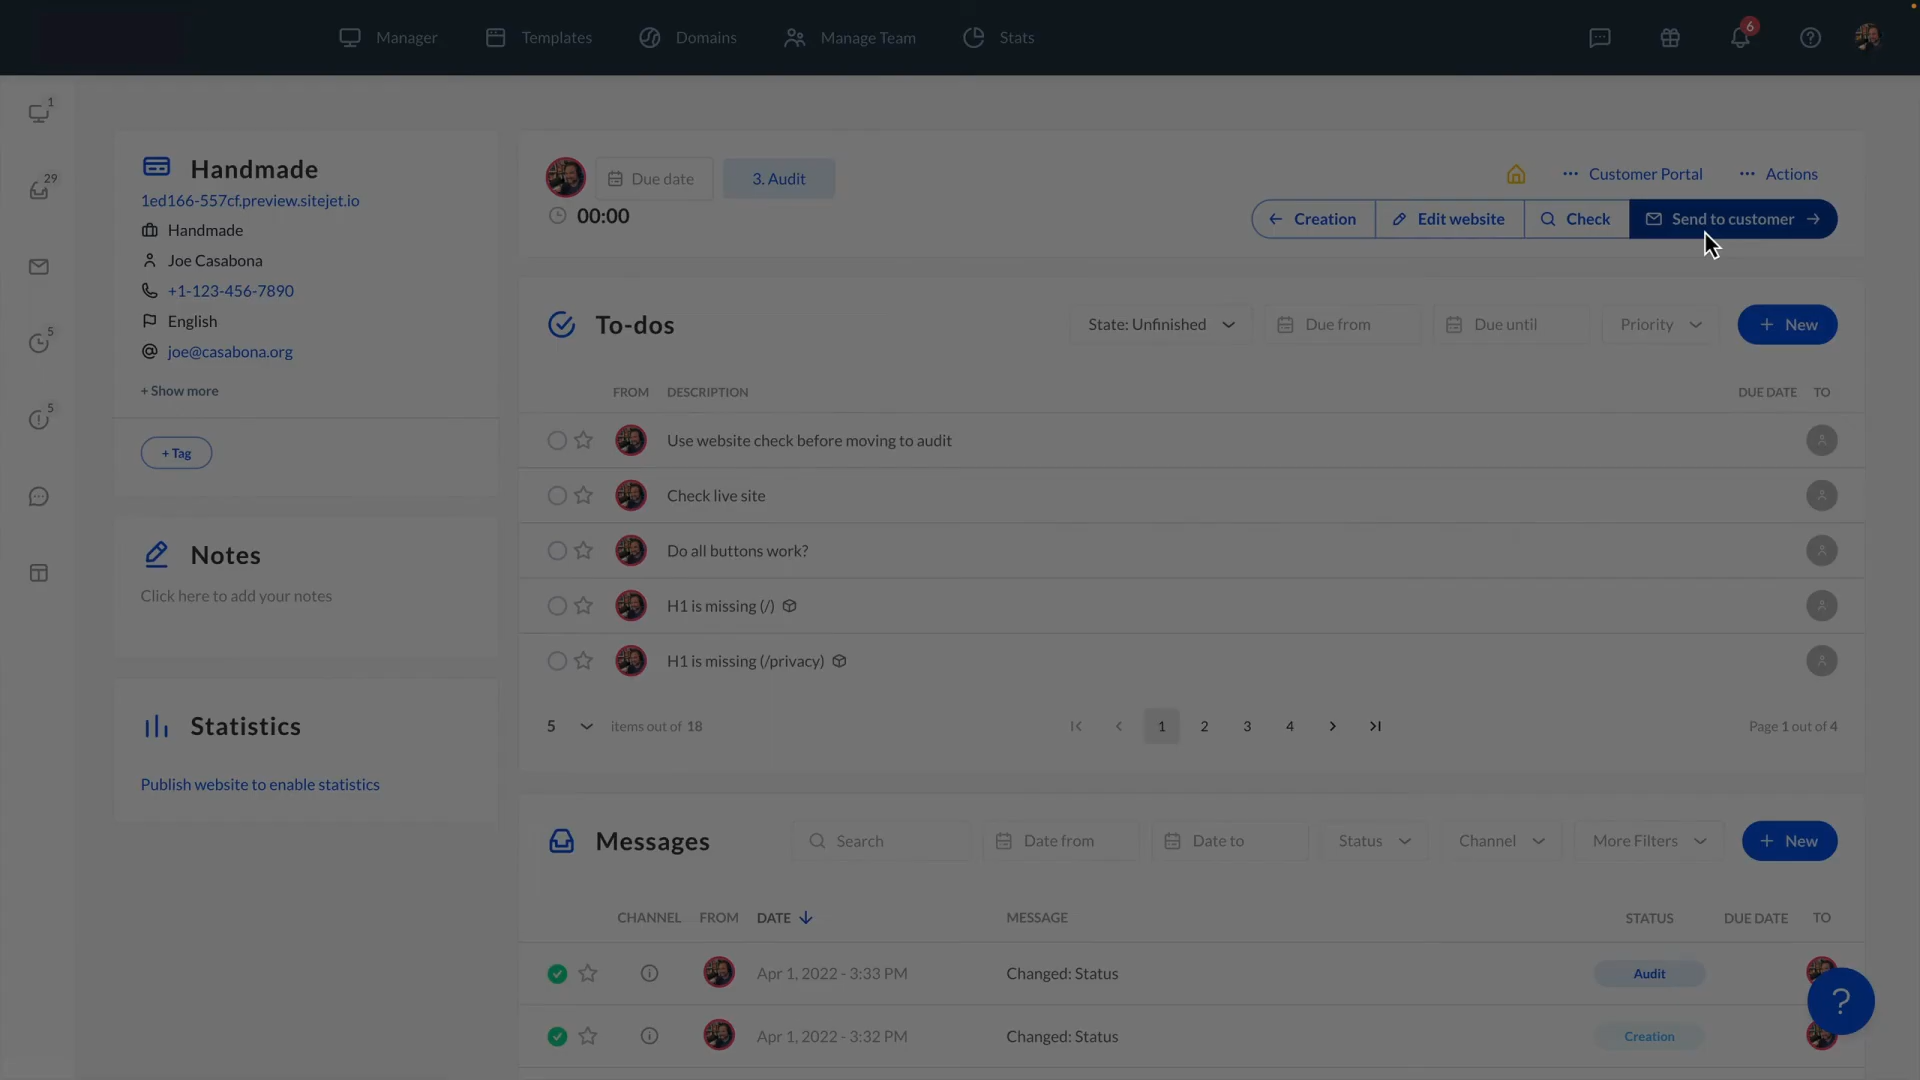 Manager
Templates
Domains
Manage Team
Stats
6
1
29
5
5
Handmade
1ed166-557cf.preview.sitejet.io
Handmade
Joe Casabona
+1-123-456-7890
English
joe@casabona.org
+ Show more
+ Tag
Notes
Click here to add your notes
Statistics
Publish website to enable statistics
Due date
3. Audit
00:00
Customer Portal
Actions
Creation
Edit website
Check
Send to customer
To-dos
State: Unfinished
Due from
Due until
Priority
+ New
FROM DESCRIPTION DUE DATE TO
Use website check before moving to audit
Check live site
Do all buttons work?
H1 is missing (/)
H1 is missing (/privacy)
5 items out of 18
1 2 3 4
Page 1 out of 4
Messages
Search
Date from
Date to
Status
Channel
More Filters
+ New
CHANNEL FROM DATE MESSAGE STATUS DUE DATE TO
Apr 1, 2022 - 3:33 PM Changed: Status Audit
Apr 1, 2022 - 3:32 PM Changed: Status Creation
?